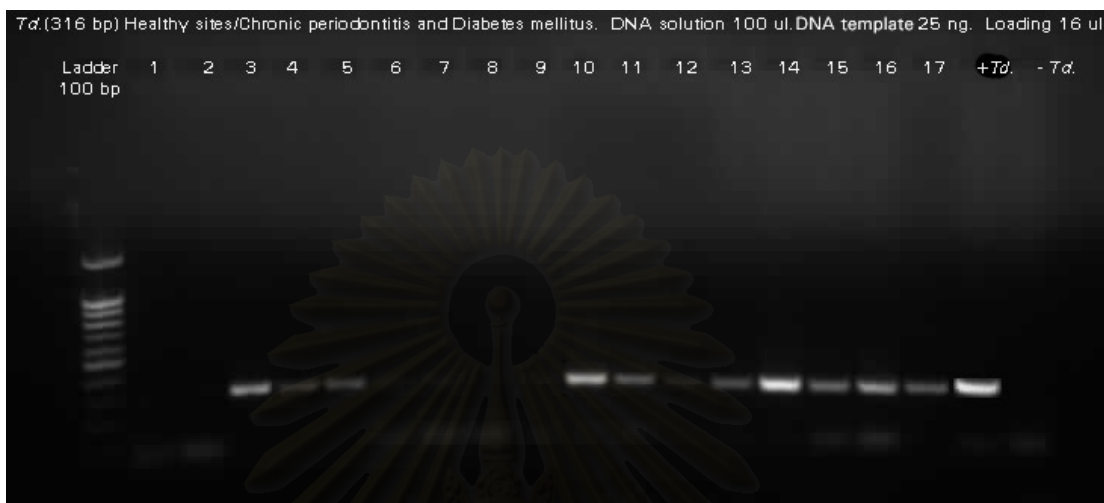 Td.(316 bp) Healthy sites/Chronic periodontitis and Diabetes mellitus. DNA solution 100 ul. DNA template 25 ng. Loading 16 ul
Ladder 1 2 3 4 5 6 7 8 9 10 11 12 13 14 15 16 17 +Td. - Td.
100 bp